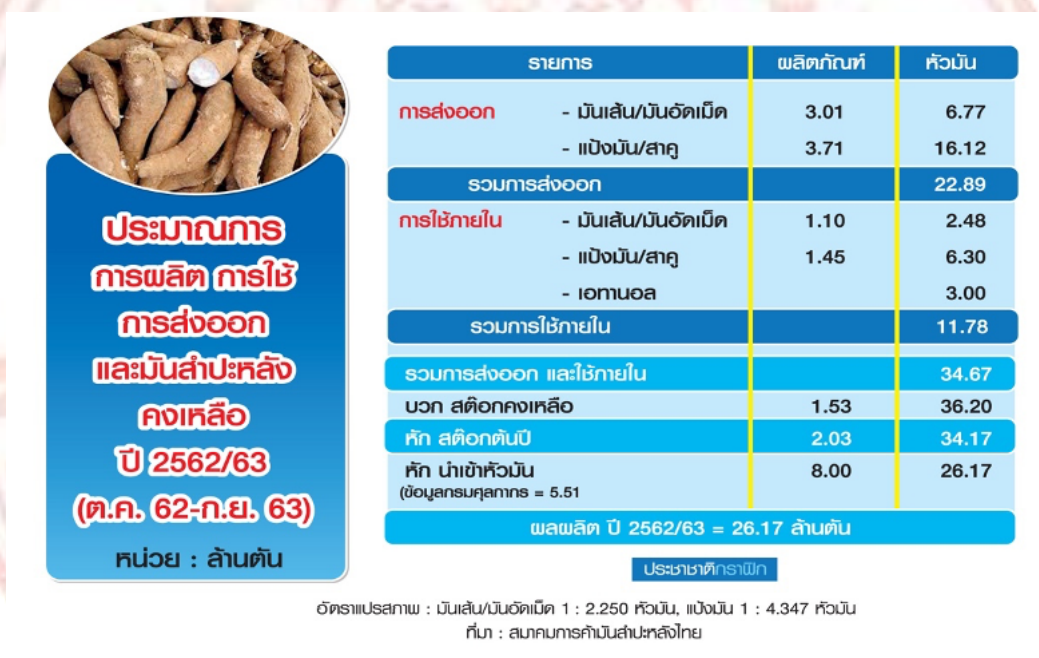 ประมาณการ
การผลิต การใช้
การส่งออก
และมันสำปะหลัง
คงเหลือ
ปี 2562/63
(ต.ค. 62-ก.ย. 63)
หน่วย : ล้านตัน
รายการ ผลิตภัณฑ์ หัวมัน
การส่งออก - มันเส้น/มันอัดเม็ด 3.01 6.77
- แป้งมัน/สาคู 3.71 16.12
รวมการส่งออก 22.89
การใช้ภายใน - มันเส้น/มันอัดเม็ด 1.10 2.48
- แป้งมัน/สาคู 1.45 6.30
- เอทานอล 3.00
รวมการใช้ภายใน 11.78
รวมการส่งออก และใช้ภายใน 34.67
บวก สต๊อกคงเหลือ 1.53 36.20
หัก สต๊อกต้นปี 2.03 34.17
หัก นำเข้าหัวมัน 8.00 26.17
(ข้อมูลกรมศุลกากร = 5.51
ผลผลิต ปี 2562/63 = 26.17 ล้านตัน
ประชาชาติกราฟิก
อัตราแปรสภาพ : มันเส้น/มันอัดเม็ด 1 : 2.250 หัวมัน, แป้งมัน 1 : 4.347 หัวมัน
ที่มา : สมาคมการค้ามันสำปะหลังไทย